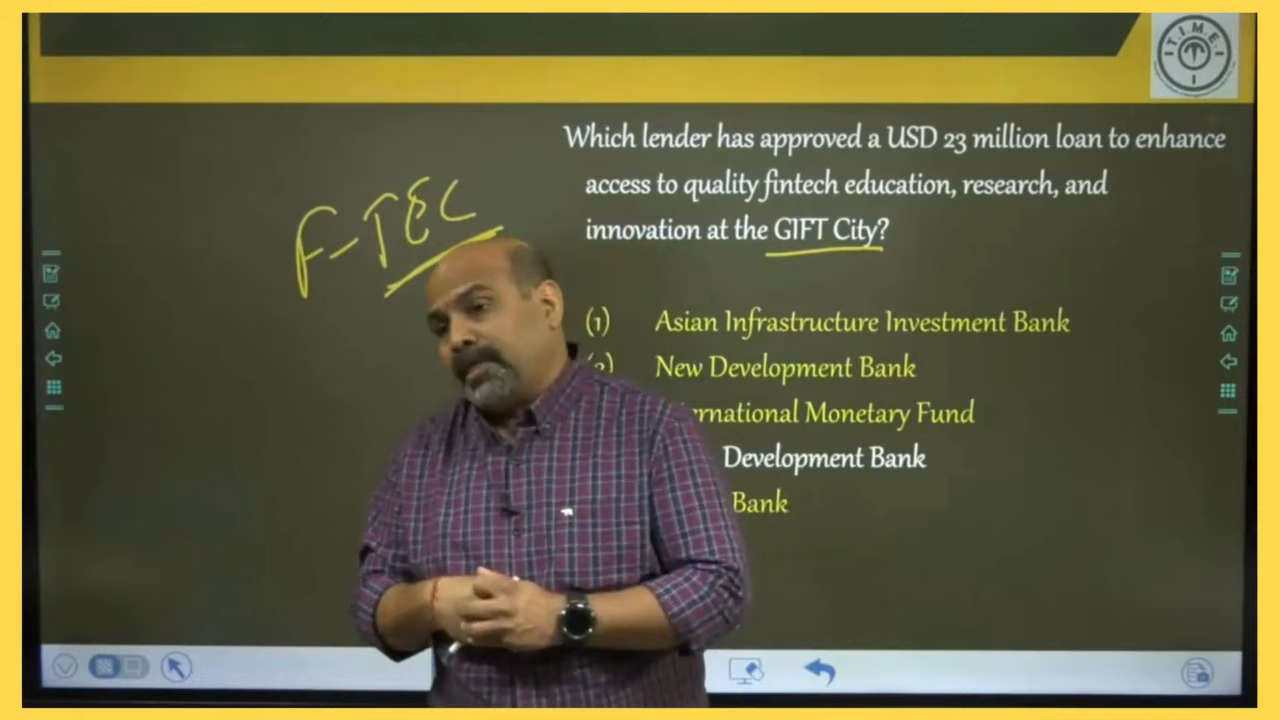 T.I.M.E.
Which lender has approved a USD 23 million loan to enhance
access to quality fintech education, research, and
innovation at the GIFT City?
F-TEC
(1) Asian Infrastructure Investment Bank
New Development Bank
ernational Monetary Fund
Development Bank
Bank